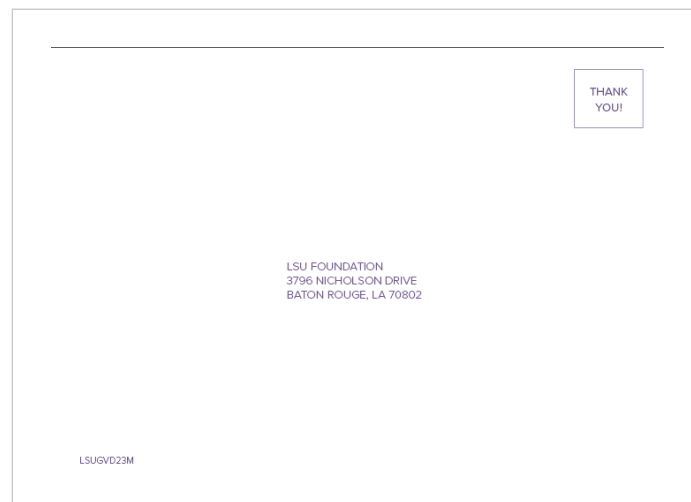 THANK
YOU!
LSU FOUNDATION
3796 NICHOLSON DRIVE
BATON ROUGE, LA 70802
LSUGVD23M